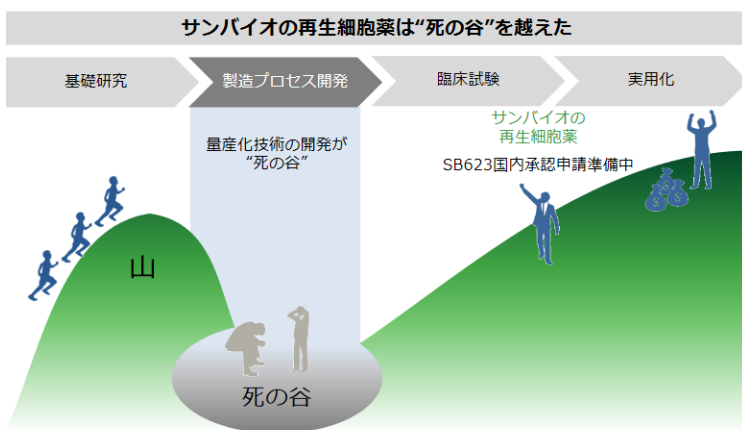 サンバイオの再生細胞薬は“死の谷”を越えた
基礎研究
製造プロセス開発
臨床試験
実用化
量産化技術の開発が
“死の谷”
サンバイオの
再生細胞薬
SB623国内承認申請準備中
山
死の谷
$
$
$